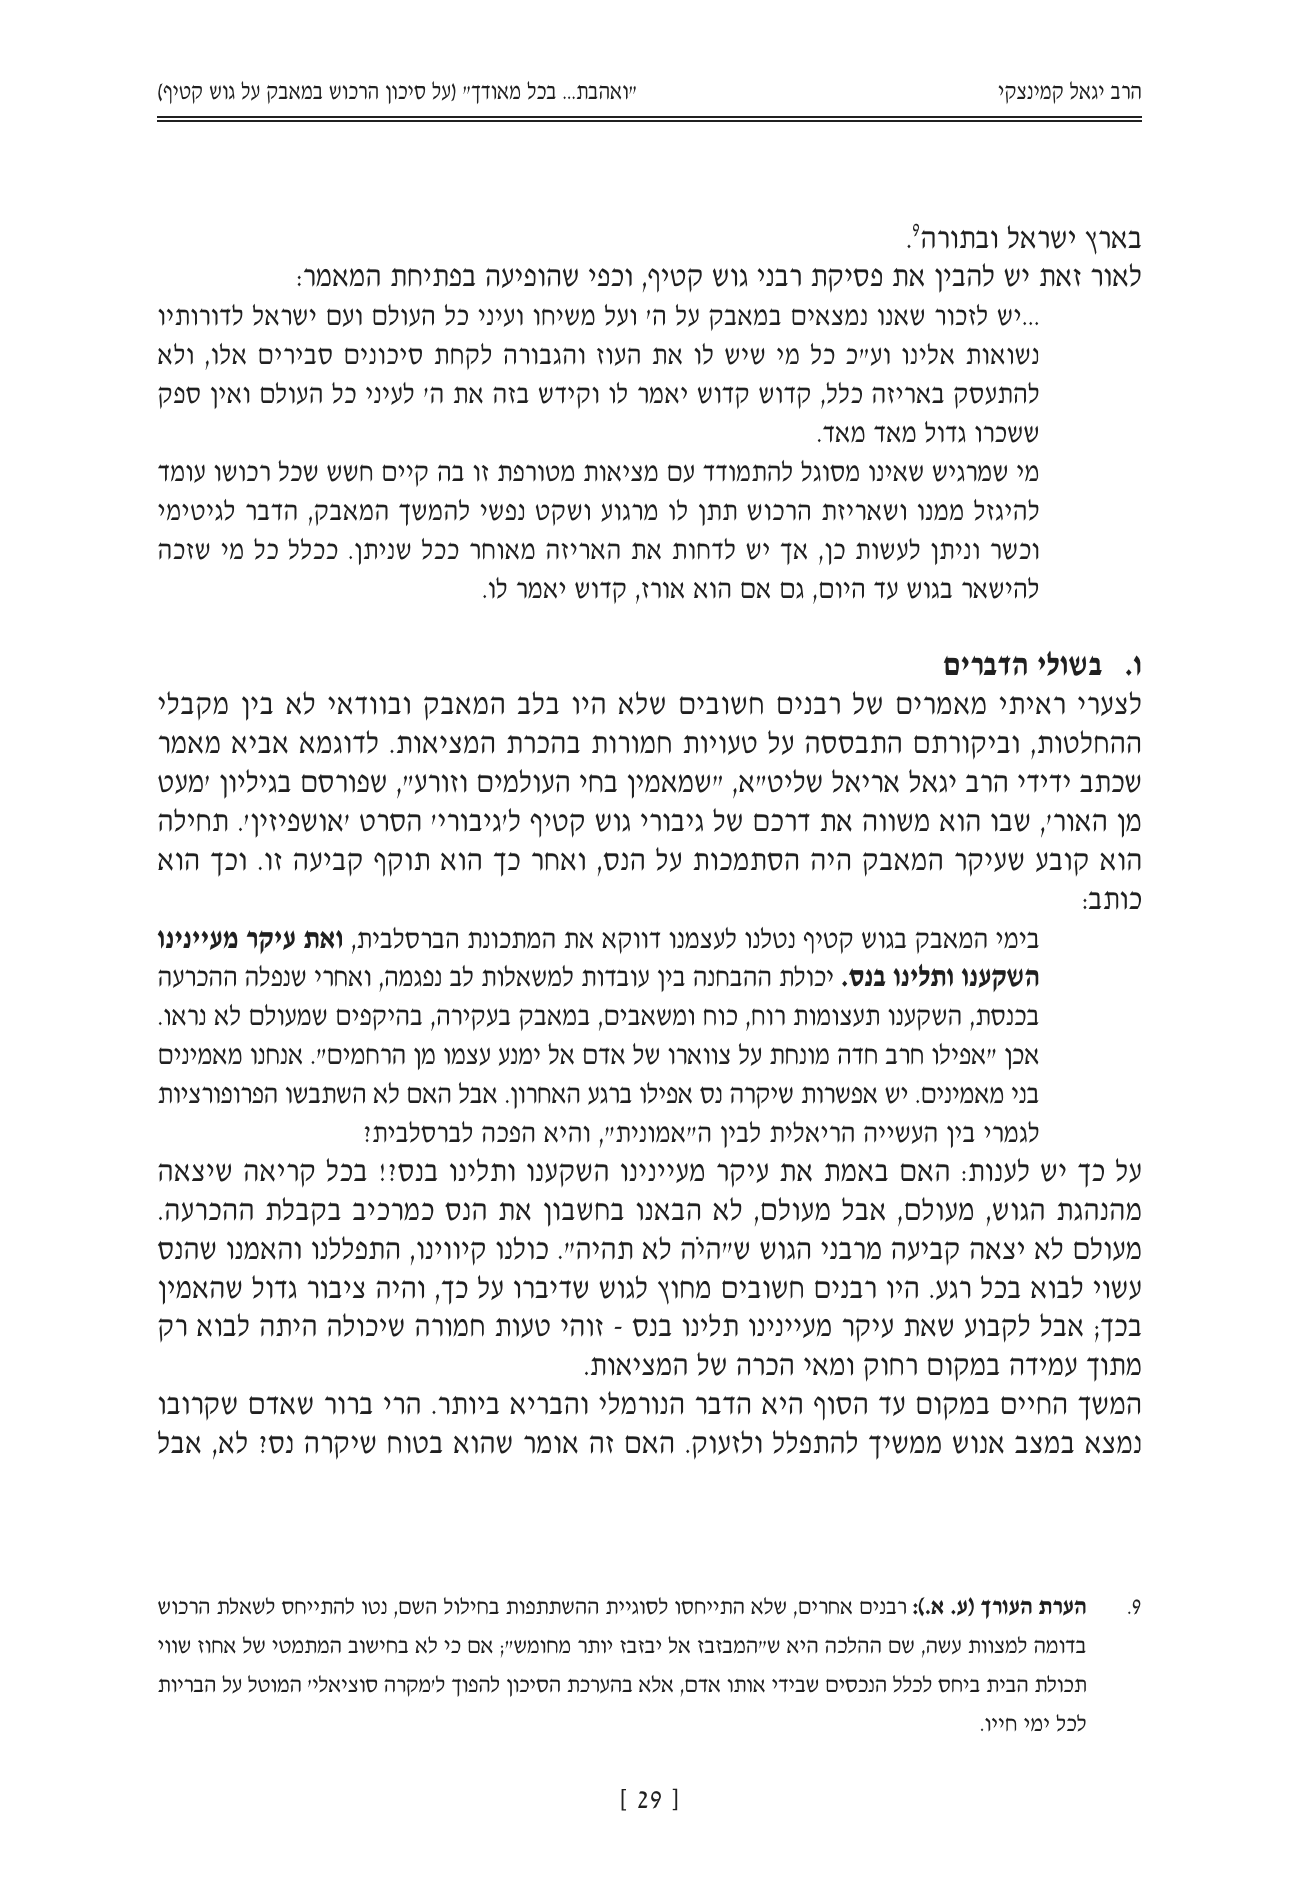 הרב יגאל קמינצקי
"ואהבת... בכל מאודך" (על סיכון הרכוש במאבק על גוש קטיף)
בארץ ישראל ובתורה⁹.
לאור זאת יש להבין את פסיקת רבני גוש קטיף, וכפי שהופיעה בפתיחת המאמר:
...יש לזכור שאנו נמצאים במאבק על ה' ועל משיחו ועיני כל העולם ועם ישראל לדורותיו
נשואות אלינו וע"כ כל מי שיש לו את העוז והגבורה לקחת סיכונים סבירים אלו, ולא
להתעסק באריזה כלל, קדוש קדוש יאמר לו וקידש בזה את ה' לעיני כל העולם ואין ספק
ששכרו גדול מאד מאד.
מי שמרגיש שאינו מסוגל להתמודד עם מציאות מטורפת זו בה קיים חשש שכל רכושו עומד
להיגזל ממנו ושאריזת הרכוש תתן לו מרגוע ושקט נפשי להמשך המאבק, הדבר לגיטימי
וכשר וניתן לעשות כן, אך יש לדחות את האריזה מאוחר ככל שניתן. ככלל כל מי שזכה
להישאר בגוש עד היום, גם אם הוא אורז, קדוש יאמר לו.
ו. בשולי הדברים
לצערי ראיתי מאמרים של רבנים חשובים שלא היו בלב המאבק ובוודאי לא בין מקבלי
ההחלטות, וביקורתם התבססה על טעויות חמורות בהכרת המציאות. לדוגמא אביא מאמר
שכתב ידידי הרב יגאל אריאל שליט"א, "שמאמין בחי העולמים וזורע", שפורסם בגיליון 'מעט
מן האור', שבו הוא משווה את דרכם של גיבורי גוש קטיף ל'גיבורי' הסרט 'אושפיזין'. תחילה
הוא קובע שעיקר המאבק היה הסתמכות על הנס, ואחר כך הוא תוקף קביעה זו. וכך הוא
כותב:
בימי המאבק בגוש קטיף נטלנו לעצמנו דווקא את המתכונת הברסלבית, ואת עיקר מעיינינו
השקענו ותלינו בנס. יכולת ההבחנה בין עובדות למשאלות לב נפגמה, ואחרי שנפלה ההכרעה
בכנסת, השקענו תעצומות רוח, כוח ומשאבים, במאבק בעקירה, בהיקפים שמעולם לא נראו.
אכן "אפילו חרב חדה מונחת על צווארו של אדם אל ימנע עצמו מן הרחמים". אנחנו מאמינים
בני מאמינים. יש אפשרות שיקרה נס אפילו ברגע האחרון. אבל האם לא השתבשו הפרופורציות
לגמרי בין העשייה הריאלית לבין ה"אמונית", והיא הפכה לברסלבית?
על כך יש לענות: האם באמת את עיקר מעיינינו השקענו ותלינו בנס?! בכל קריאה שיצאה
מהנהגת הגוש, מעולם, אבל מעולם, לא הבאנו בחשבון את הנס כמרכיב בקבלת ההכרעה.
מעולם לא יצאה קביעה מרבני הגוש ש"היֹה לא תהיה". כולנו קיווינו, התפללנו והאמנו שהנס
עשוי לבוא בכל רגע. היו רבנים חשובים מחוץ לגוש שדיברו על כך, והיה ציבור גדול שהאמין
בכך; אבל לקבוע שאת עיקר מעיינינו תלינו בנס - זוהי טעות חמורה שיכולה היתה לבוא רק
מתוך עמידה במקום רחוק ומאי הכרה של המציאות.
המשך החיים במקום עד הסוף היא הדבר הנורמלי והבריא ביותר. הרי ברור שאדם שקרובו
נמצא במצב אנוש ממשיך להתפלל ולזעוק. האם זה אומר שהוא בטוח שיקרה נס? לא, אבל
9. הערת העורך (ע. א.): רבנים אחרים, שלא התייחסו לסוגיית ההשתתפות בחילול השם, נטו להתייחס לשאלת הרכוש
בדומה למצוות עשה, שם ההלכה היא ש"המבזבז אל יבזבז יותר מחומש"; אם כי לא בחישוב המתמטי של אחוז שווי
תכולת הבית ביחס לכלל הנכסים שבידי אותו אדם, אלא בהערכת הסיכון להפוך ל'מקרה סוציאלי' המוטל על הבריות
לכל ימי חייו.
[ 29 ]